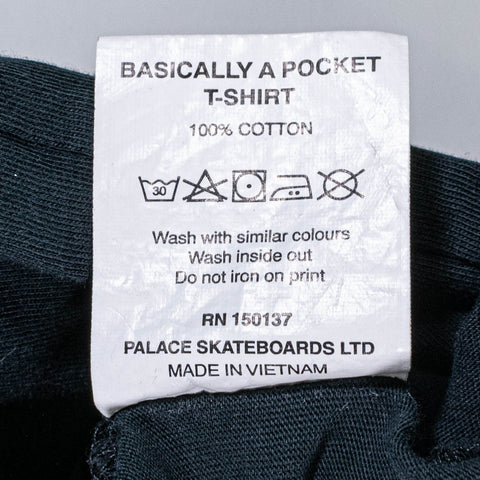 BASICALLY A POCKET
T-SHIRT
100% COTTON
30
Wash with similar colours
Wash inside out
Do not iron on print
RN 150137
PALACE SKATEBOARDS LTD
MADE IN VIETNAM